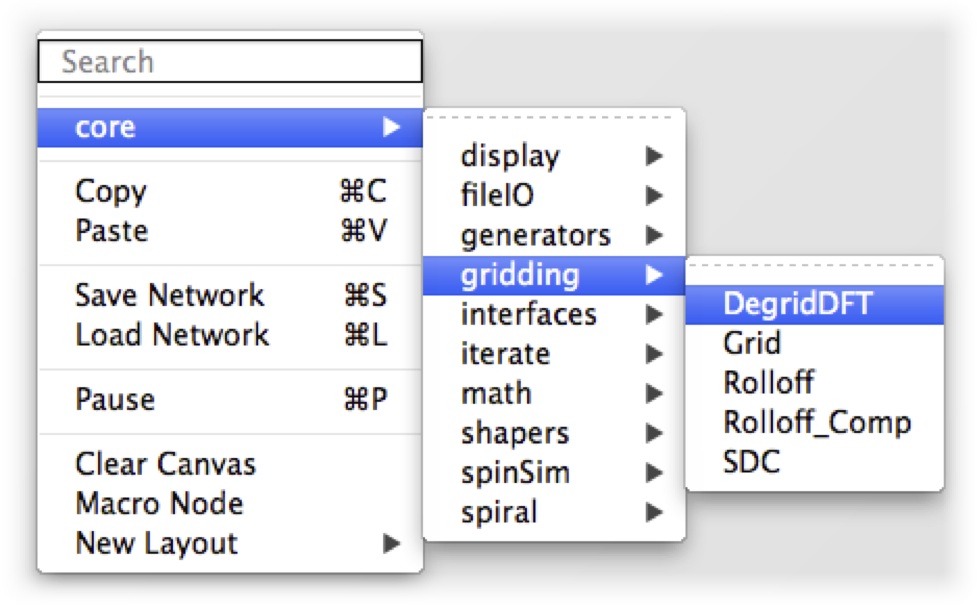 Search
core
Copy ⌘C
Paste ⌘V
Save Network ⌘S
Load Network ⌘L
Pause ⌘P
Clear Canvas
Macro Node
New Layout
display
fileIO
generators
gridding
interfaces
iterate
math
shapers
spinSim
spiral
DegridDFT
Grid
Rolloff
Rolloff_Comp
SDC